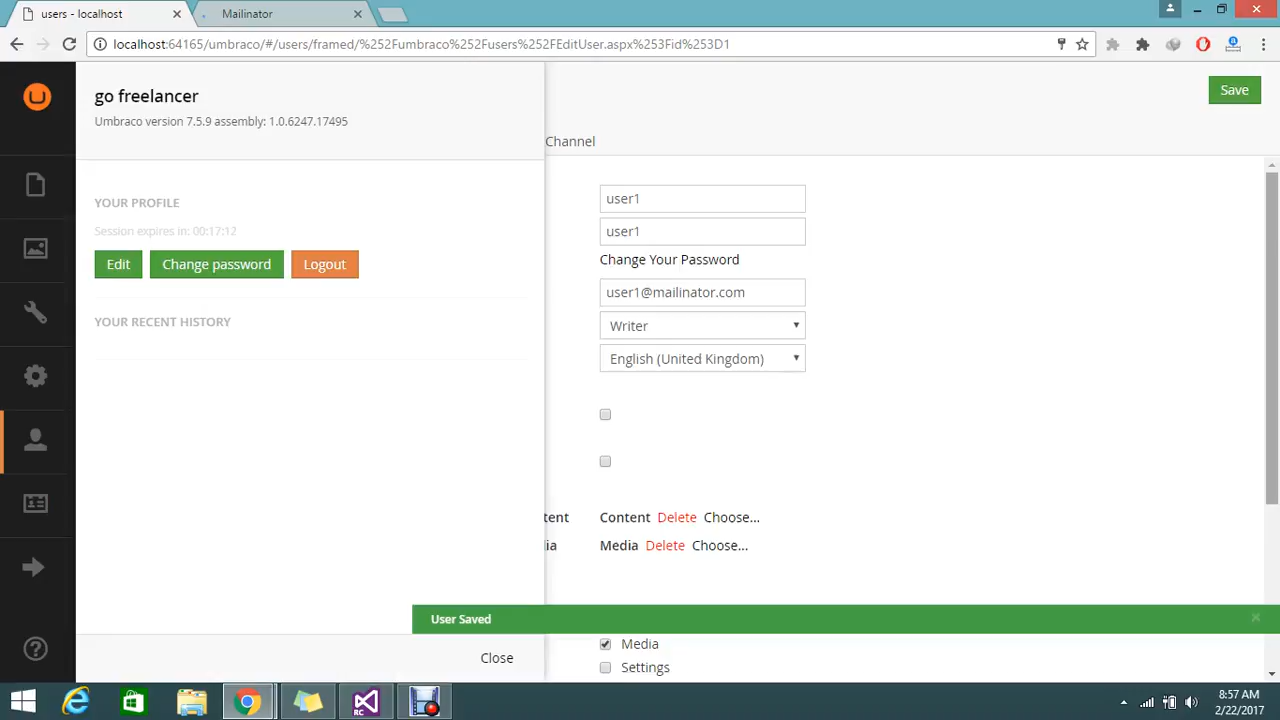 users - localhost
Mailinator
localhost:64165/umbraco/#/users/framed/%252Fumbraco%252Fusers%252FEditUser.aspx%253Fid%253D1
go freelancer
Umbraco version 7.5.9 assembly: 1.0.6247.17495
Save
Channel
YOUR PROFILE
Session expires in: 00:17:12
Edit
Change password
Logout
YOUR RECENT HISTORY
user1
user1
Change Your Password
user1@mailinator.com
Writer
English (United Kingdom)
tent
Content Delete Choose...
ia
Media Delete Choose...
User Saved
Media
Settings
Close
8:57 AM
2/22/2017